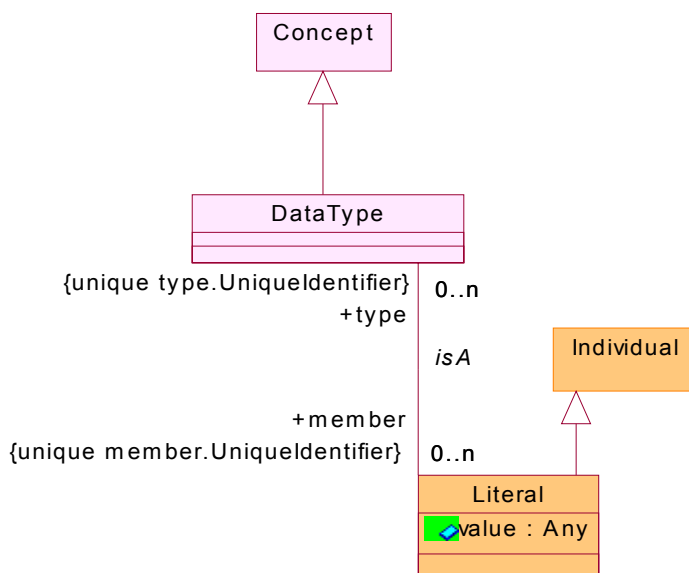 Concept
DataType
{unique type.UniqueIdentifier}
0..n
+type
isA
Individual
+member
{unique member.UniqueIdentifier}
0..n
Literal
value : Any